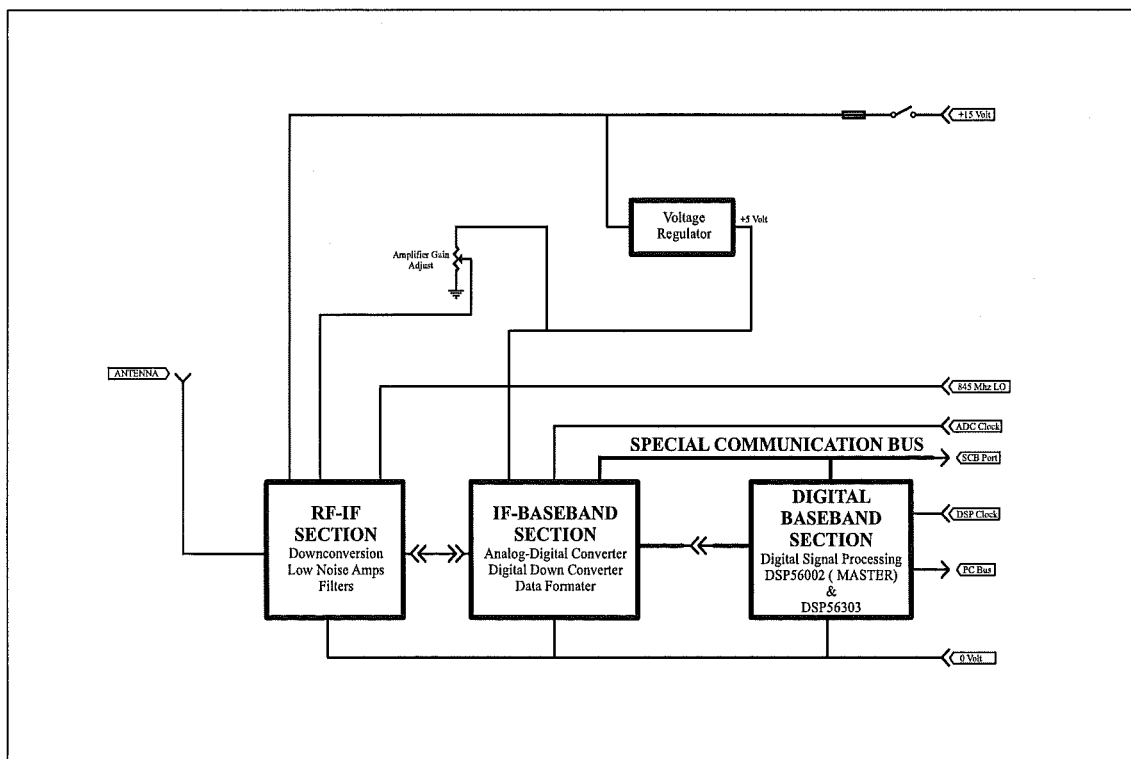 +15 Volt
Voltage
Regulator
+5 Volt
Amplifier Gain
Adjust
ANTENNA
845 Mhz LO
ADC Clock
SPECIAL COMMUNICATION BUS
SCB Port
RF-IF
SECTION
Downconversion
Low Noise Amps
Filters
IF-BASEBAND
SECTION
Analog-Digital Converter
Digital Down Converter
Data Formater
DIGITAL
BASEBAND
SECTION
Digital Signal Processing
DSP56002 ( MASTER)
&
DSP56303
DSP Clock
PC Bus
0 Volt